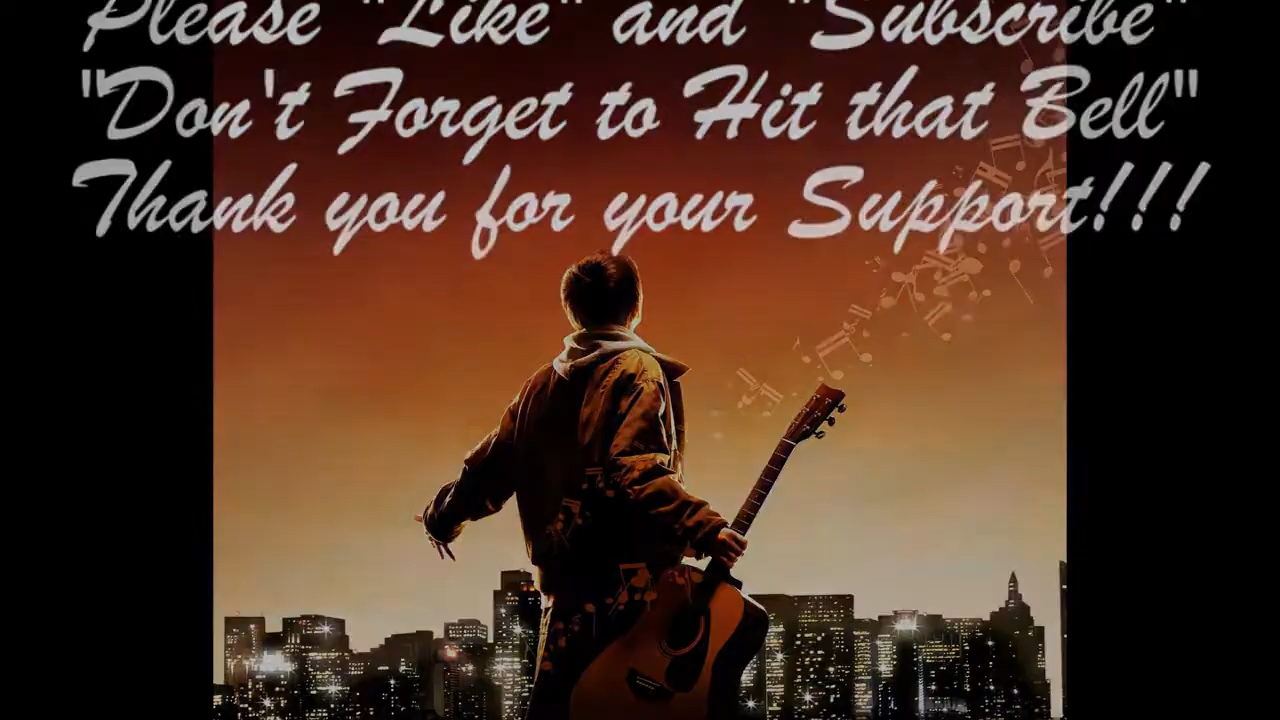 Please "Like" and "Subscribe"
"Don't Forget to Hit that Bell"
Thank you for your Support!!!